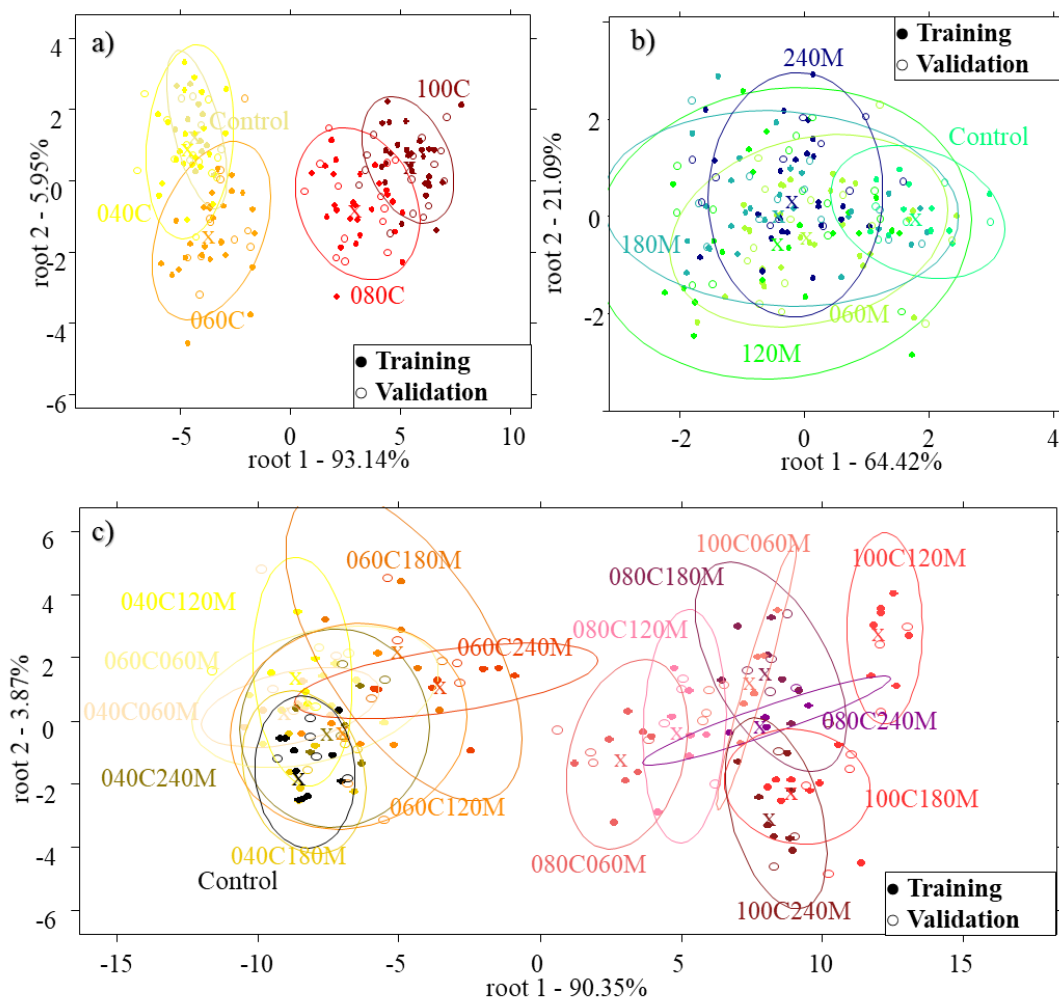 a)
100C
Control
040C
060C
080C
Training
Validation
4
2
0
-2
-4
-6
root 2 - 5.95%
-5
0
5
10
root 1 - 93.14%
b)
240M
Training
Validation
Control
180M
060M
120M
2
0
-2
root 2 - 21.09%
-2
0
2
4
root 1 - 64.42%
c)
060C180M
100C060M
100C120M
040C120M
080C180M
080C120M
060C060M
060C240M
040C060M
080C240M
040C240M
060C120M
100C180M
040C180M
080C060M
Control
100C240M
Training
Validation
6
4
2
0
-2
-4
-6
root 2 - 3.87%
-15
-10
-5
0
5
10
15
root 1 - 90.35%